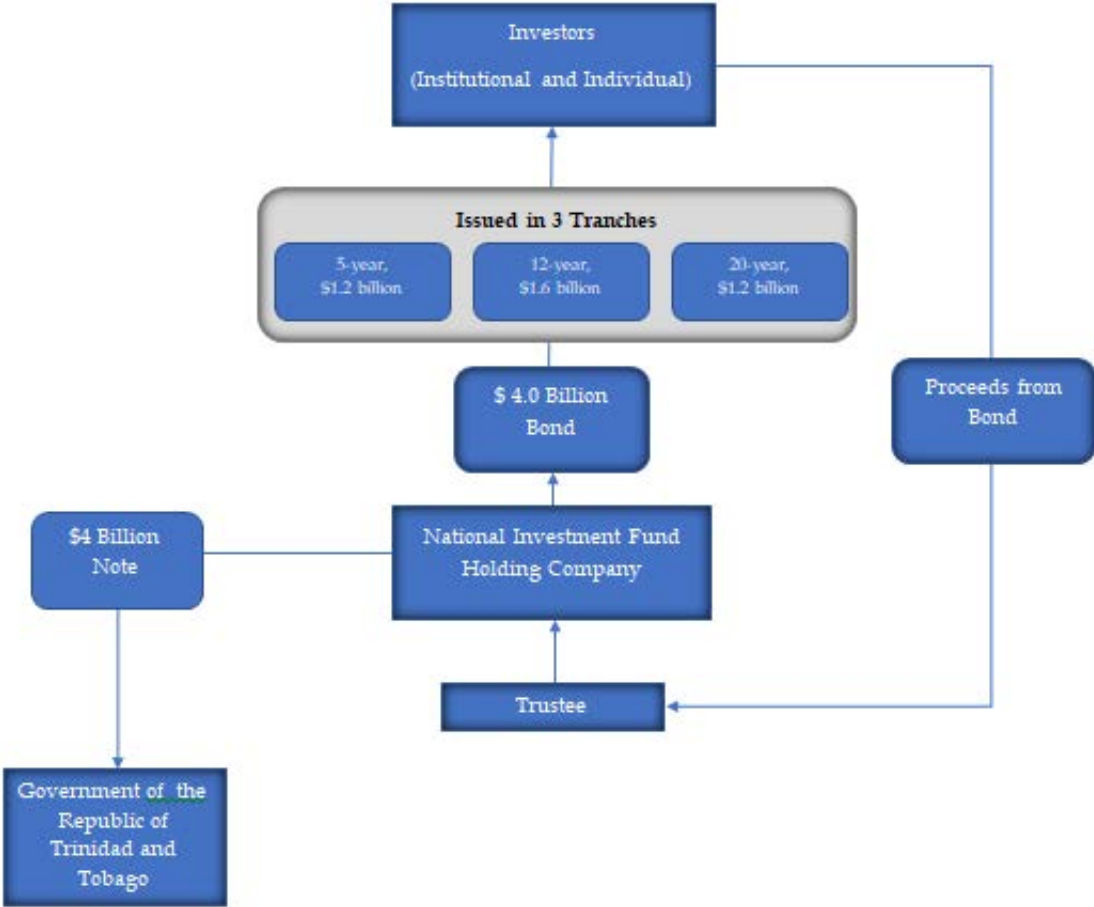 Investors
(Institutional and Individual)
Issued in 3 Tranches
5-year,
$1.2 billion
12-year,
$1.6 billion
20-year,
$1.2 billion
$ 4.0 Billion
Bond
Proceeds from
Bond
$4 Billion
Note
National Investment Fund
Holding Company
Trustee
Government of the
Republic of
Trinidad and
Tobago